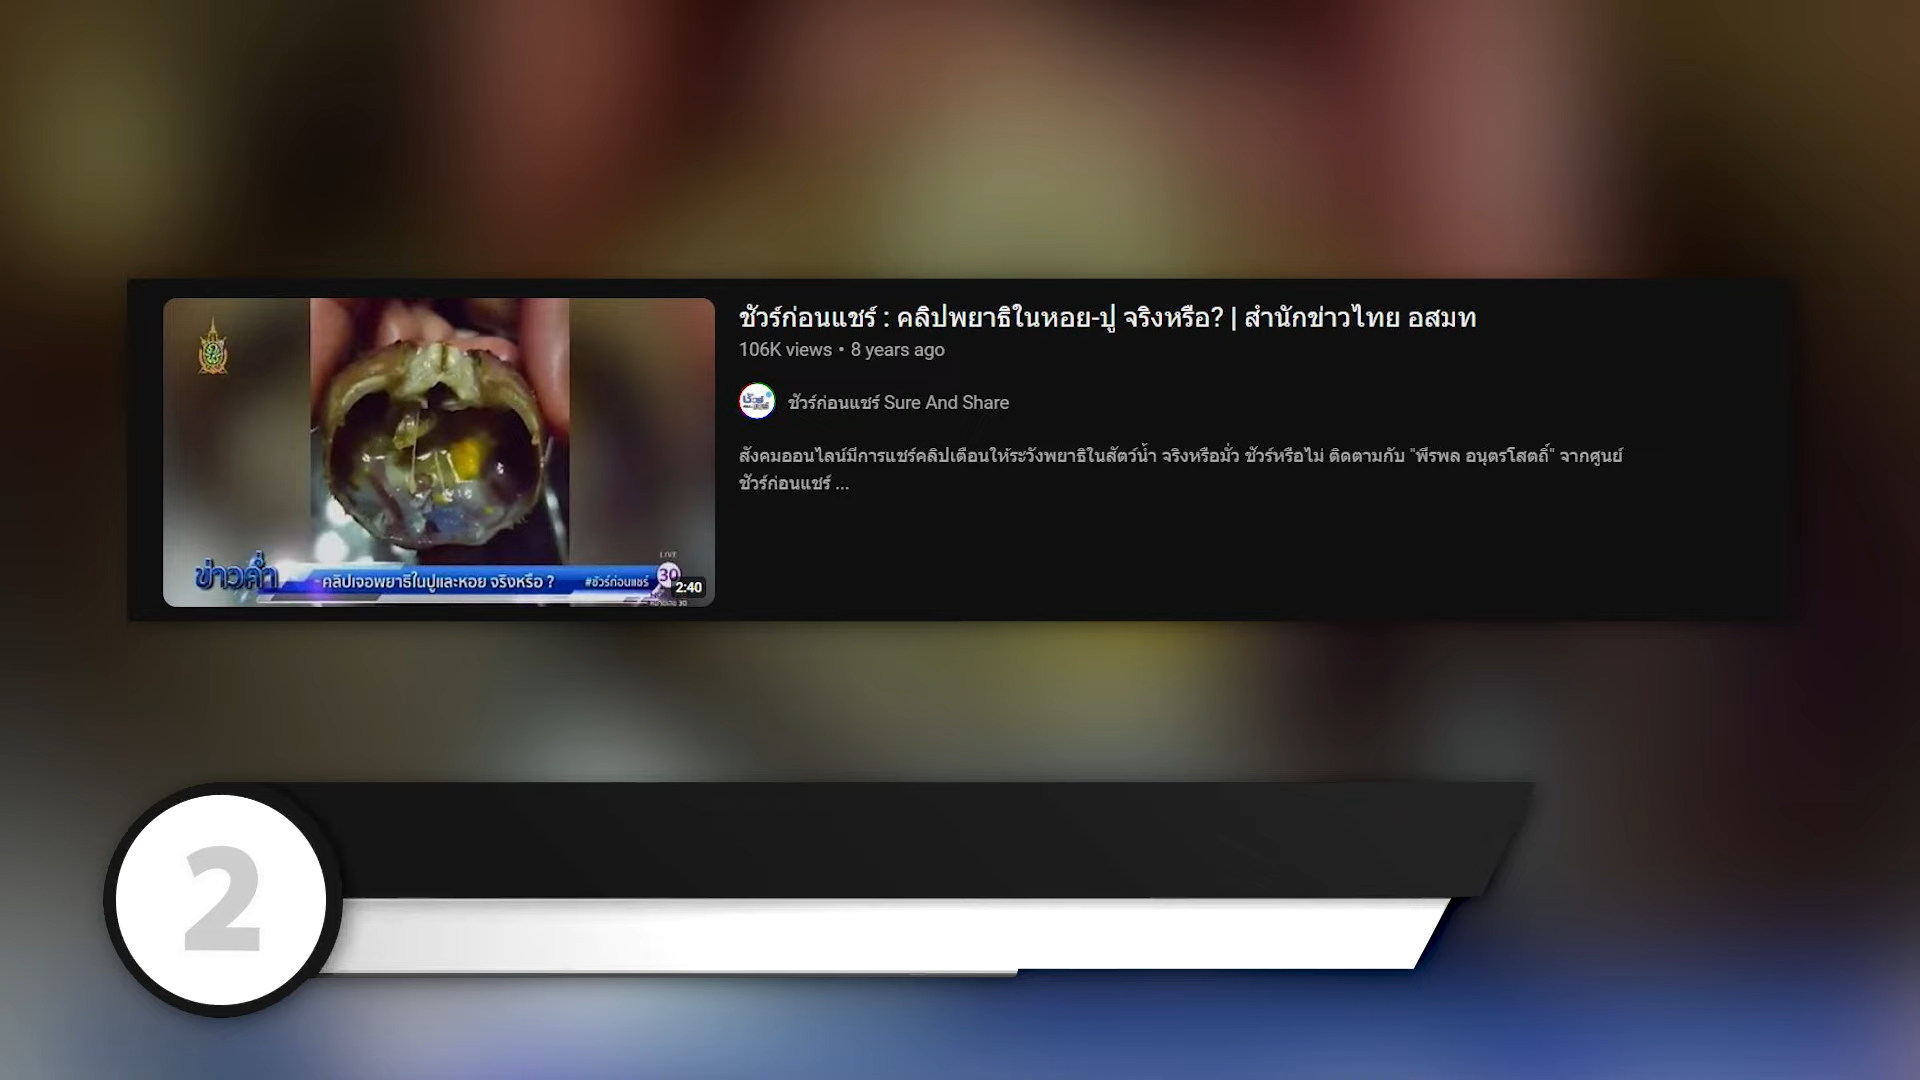 ชัวร์ก่อนแชร์ : คลิปพยาธิในหอย-ปู จริงหรือ? | สำนักข่าวไทย อสมท
106K views • 8 years ago
ชัวร์ก่อนแชร์ Sure And Share
สังคมออนไลน์มีการแชร์คลิปเตือนให้ระวังพยาธิในสัตว์น้ำ จริงหรือมั่ว ชัวร์หรือไม่ ติดตามกับ "พีรพล อนุตรโสตถิ์" จากศูนย์
ชัวร์ก่อนแชร์ ...
LIVE
ข่าวค่ำ
คลิปเจอพยาธิในปูและหอย จริงหรือ ?
#ชัวร์ก่อนแชร์
30
2:40
2